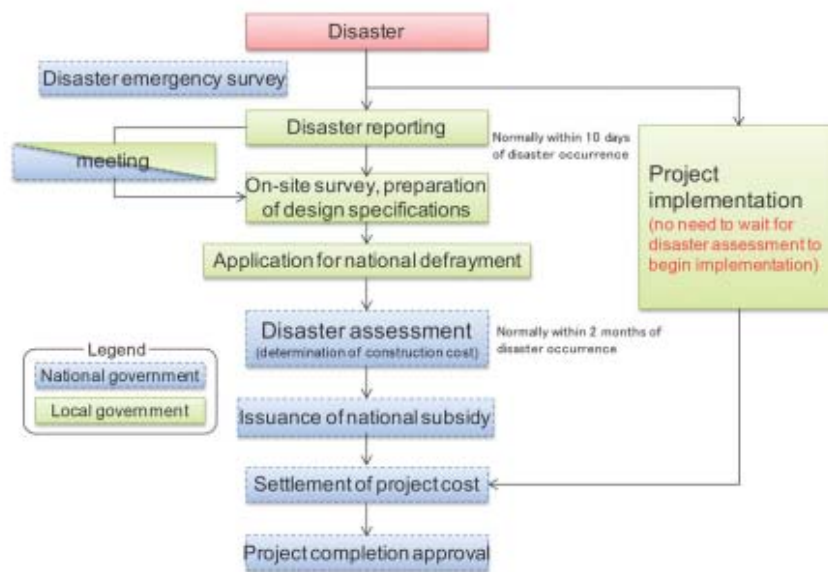 Disaster
Disaster emergency survey
Disaster reporting
Normally within 10 days
of disaster occurrence
meeting
On-site survey, preparation
of design specifications
Project
implementation
(no need to wait for
disaster assessment to
begin implementation)
Application for national defrayment
Disaster assessment
(determination of construction cost)
Normally within 2 months of
disaster occurrence
Legend
National government
Local government
Issuance of national subsidy
Settlement of project cost
Project completion approval